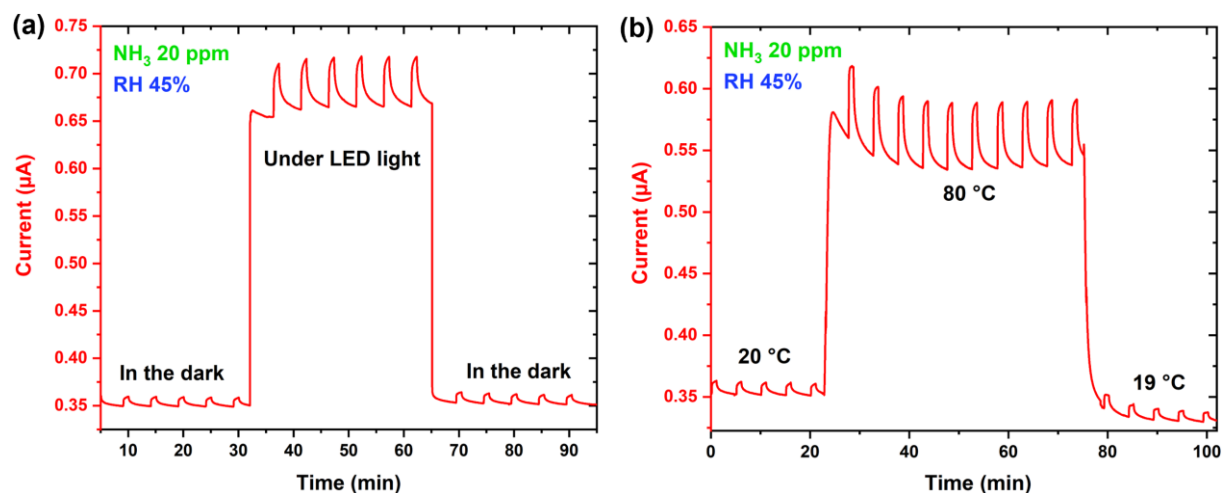 (a)
NH₃ 20 ppm
RH 45%
Under LED light
In the dark
In the dark
Current (µA)
0.75
0.70
0.65
0.60
0.55
0.50
0.45
0.40
0.35
10 20 30 40 50 60 70 80 90
Time (min)
(b)
NH₃ 20 ppm
RH 45%
80 °C
20 °C
19 °C
Current (µA)
0.65
0.60
0.55
0.50
0.45
0.40
0.35
0 20 40 60 80 100
Time (min)